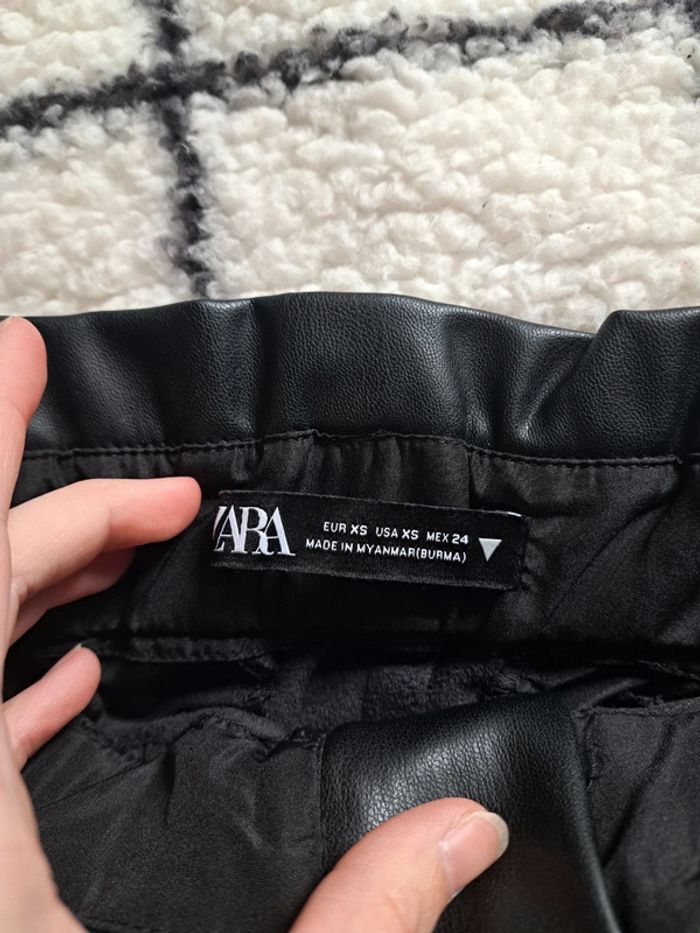 ZARA
EUR XS USA XS MEX 24
MADE IN MYANMAR(BURMA)